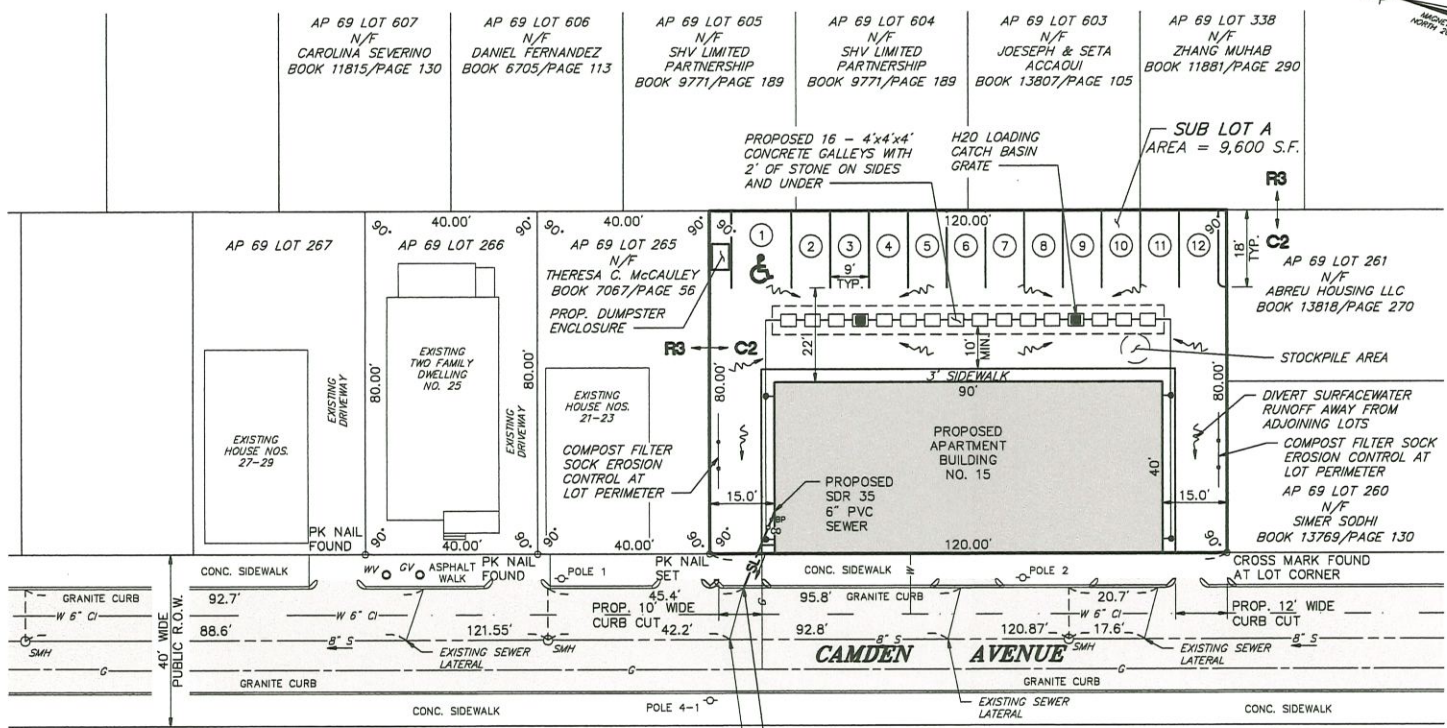 AP 69 LOT 607
N/F
CAROLINA SEVERINO
BOOK 11815/PAGE 130
AP 69 LOT 606
N/F
DANIEL FERNANDEZ
BOOK 6705/PAGE 113
AP 69 LOT 605
N/F
SHV LIMITED
PARTNERSHIP
BOOK 9771/PAGE 189
AP 69 LOT 604
N/F
SHV LIMITED
PARTNERSHIP
BOOK 9771/PAGE 189
AP 69 LOT 603
N/F
JOESEPH & SETA
ACCAOUI
BOOK 13807/PAGE 105
AP 69 LOT 338
N/F
ZHANG MUHAB
BOOK 11881/PAGE 290
NORTH
PROPOSED 16 - 4'x4'x4'
CONCRETE GALLEYS WITH
2' OF STONE ON SIDES
AND UNDER
H20 LOADING
CATCH BASIN
GRATE
SUB LOT A
AREA = 9,600 S.F.
R3
C2
40.00'
40.00'
120.00'
90°
90°
90°
90°
90°
AP 69 LOT 267
AP 69 LOT 266
AP 69 LOT 265
N/F
THERESA C. McCAULEY
BOOK 7067/PAGE 56
PROP. DUMPSTER
ENCLOSURE
1
2
3
4
5
6
7
8
9
10
11
12
9'
TYP.
18'
TYP.
AP 69 LOT 261
N/F
ABREU HOUSING LLC
BOOK 13818/PAGE 270
R3
C2
22'
10'
MIN.
STOCKPILE AREA
3' SIDEWALK
90'
EXISTING
TWO FAMILY
DWELLING
NO. 25
EXISTING
DRIVEWAY
80.00'
80.00'
EXISTING
DRIVEWAY
80.00'
80.00'
EXISTING
HOUSE NOS.
21-23
EXISTING
HOUSE NOS.
27-29
COMPOST FILTER
SOCK EROSION
CONTROL AT
LOT PERIMETER
PROPOSED
APARTMENT
BUILDING
NO. 15
40'
DIVERT SURFACEWATER
RUNOFF AWAY FROM
ADJOINING LOTS
COMPOST FILTER SOCK
EROSION CONTROL AT
LOT PERIMETER
PROPOSED
SDR 35
6" PVC
SEWER
15.0'
15.0'
AP 69 LOT 260
N/F
SIMER SODHI
BOOK 13769/PAGE 130
PK NAIL
FOUND
90°
40.00'
90°
90°
40.00'
90°
90°
120.00'
90°
PK NAIL
FOUND
PK NAIL
SET
CROSS MARK FOUND
AT LOT CORNER
CONC. SIDEWALK
WV
GV
ASPHALT
WALK
POLE 1
SL
CONC. SIDEWALK
W
POLE 2
GRANITE CURB
92.7'
45.4'
95.8'
GRANITE CURB
20.7'
W 6" CI
W 6" CI
W 6" CI
PROP. 10' WIDE
CURB CUT
PROP. 12' WIDE
CURB CUT
G
88.6'
121.55'
42.2'
92.8'
120.87'
17.6'
8" S
8" S
8" S
SMH
SMH
SMH
EXISTING SEWER
LATERAL
EXISTING SEWER
LATERAL
CAMDEN AVENUE
40' WIDE
PUBLIC R.O.W.
G
G
G
GRANITE CURB
GRANITE CURB
CONC. SIDEWALK
POLE 4-1
EXISTING SEWER
LATERAL
CONC. SIDEWALK